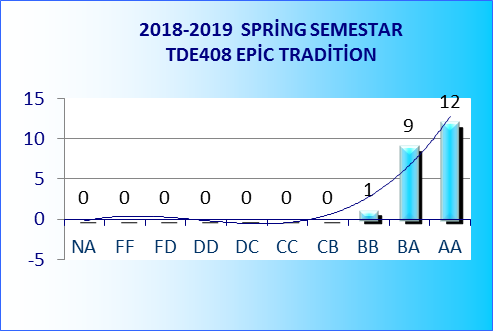 2018-2019 SPRİNG SEMESTAR
TDE408 EPİC TRADİTİON
15
10
5
0
-5
0 0 0 0 0 0 0 1 9 12
NA FF FD DD DC CC CB BB BA AA